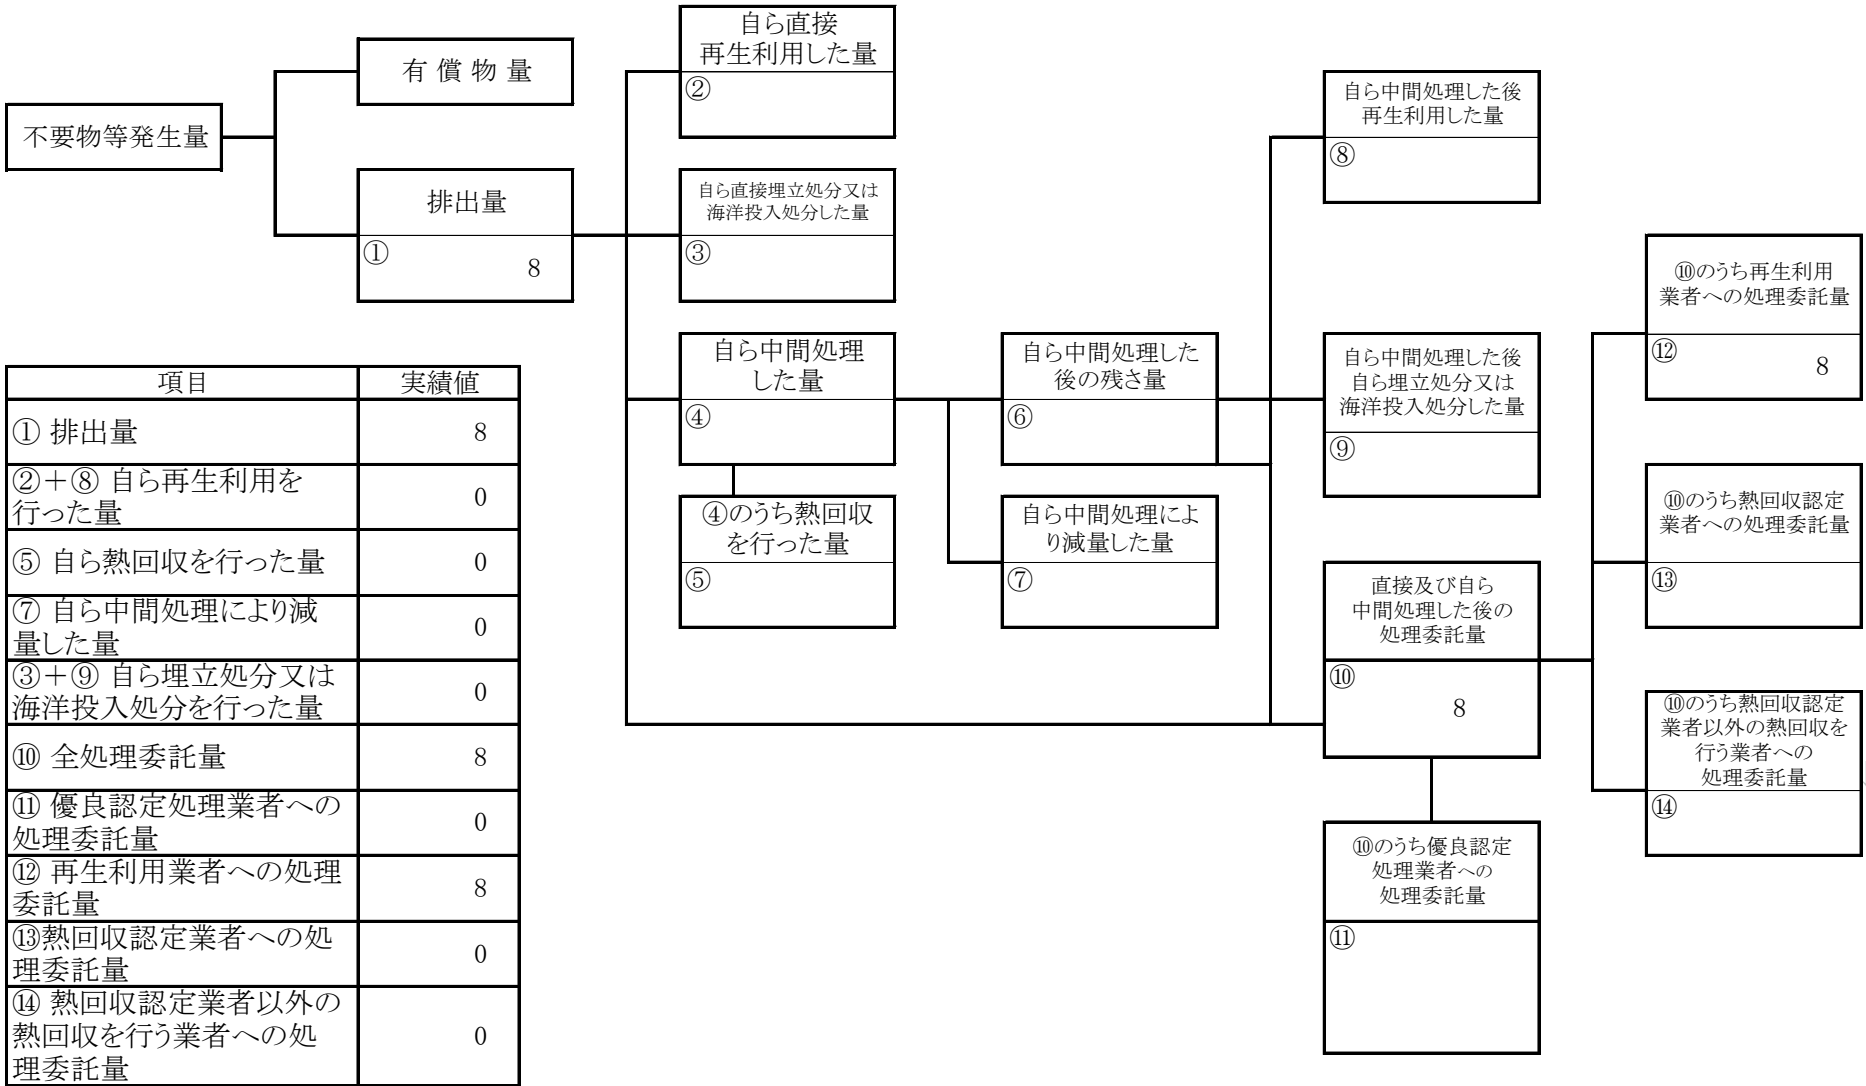 不要物等発生量
有 償 物 量
排出量
①
8
自ら直接
再生利用した量
②
自ら直接埋立処分又は
海洋投入処分した量
③
自ら中間処理
した量
④
④のうち熱回収
を行った量
⑤
自ら中間処理した
後の残さ量
⑥
自ら中間処理によ
り減量した量
⑦
自ら中間処理した後
再生利用した量
⑧
自ら中間処理した後
自ら埋立処分又は
海洋投入処分した量
⑨
直接及び自ら
中間処理した後の
処理委託量
⑩
8
⑩のうち優良認定
処理業者への
処理委託量
⑪
⑩のうち再生利用
業者への処理委託量
⑫
8
⑩のうち熱回収認定
業者への処理委託量
⑬
⑩のうち熱回収認定
業者以外の熱回収を
行う業者への
処理委託量
⑭
項目 実績値
① 排出量 8
②＋⑧ 自ら再生利用を
行った量 0
⑤ 自ら熱回収を行った量 0
⑦ 自ら中間処理により減
量した量 0
③＋⑨ 自ら埋立処分又は
海洋投入処分を行った量 0
⑩ 全処理委託量 8
⑪ 優良認定処理業者への
処理委託量 0
⑫ 再生利用業者への処理
委託量 8
⑬熱回収認定業者への処
理委託量 0
⑭ 熱回収認定業者以外の
熱回収を行う業者への処
理委託量 0